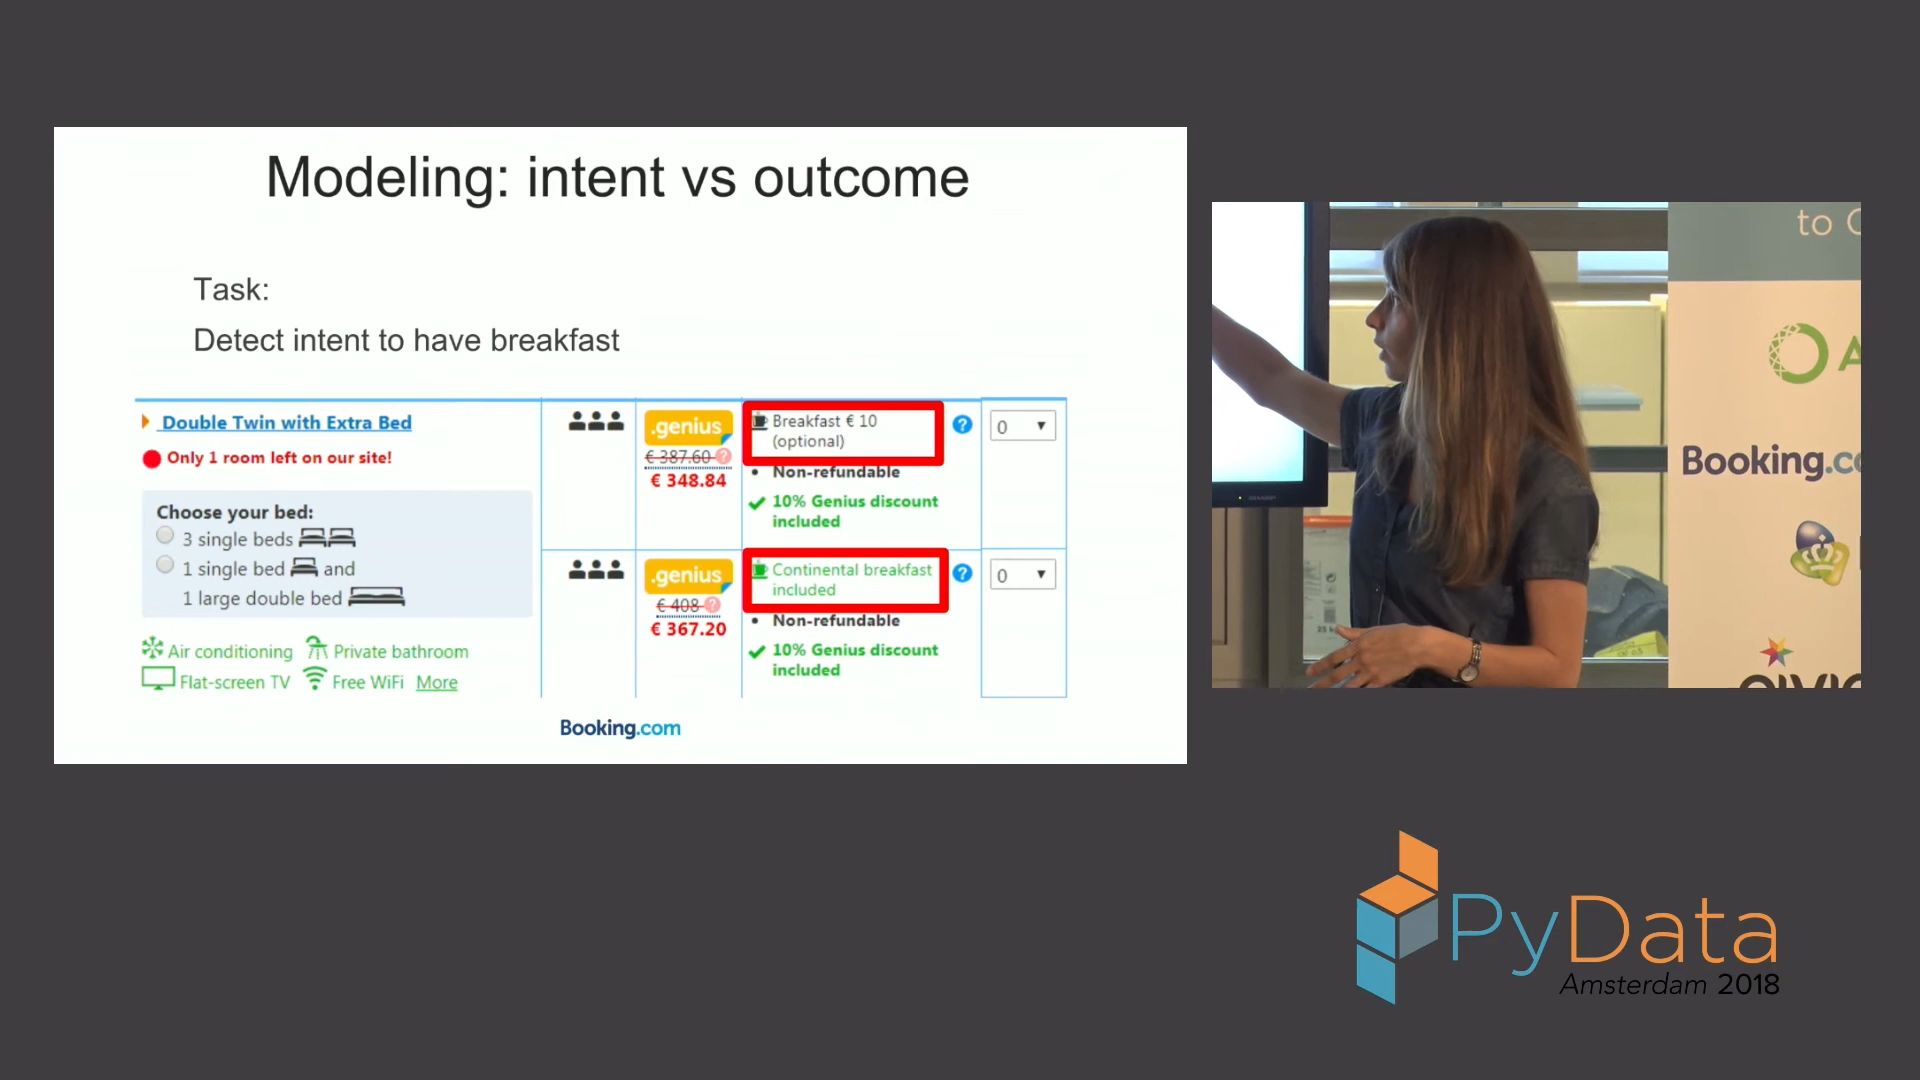 Modeling: intent vs outcome
Task:
Detect intent to have breakfast
Double Twin with Extra Bed
Only 1 room left on our site!
Choose your bed:
3 single beds
1 single bed and
1 large double bed
Air conditioning Private bathroom
Flat-screen TV Free WiFi More
.genius
€ 387.60 ?
€ 348.84
Breakfast € 10
(optional)
?
• Non-refundable
10% Genius discount
included
0
.genius
€ 408 ?
€ 367.20
Continental breakfast
included
?
• Non-refundable
10% Genius discount
included
0
Booking.com
to
Booking.c
PyData
Amsterdam 2018